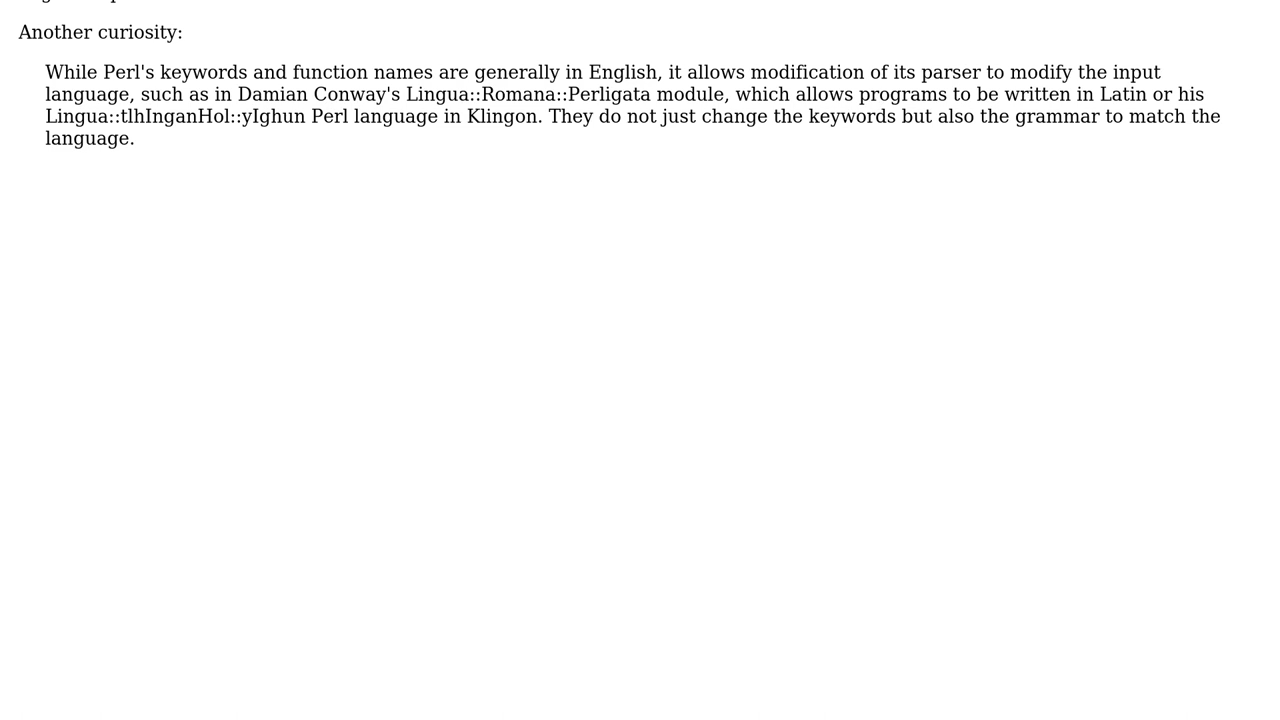 Another curiosity:
While Perl's keywords and function names are generally in English, it allows modification of its parser to modify the input
language, such as in Damian Conway's Lingua::Romana::Perligata module, which allows programs to be written in Latin or his
Lingua::tlhInganHol::yIghun Perl language in Klingon. They do not just change the keywords but also the grammar to match the
language.